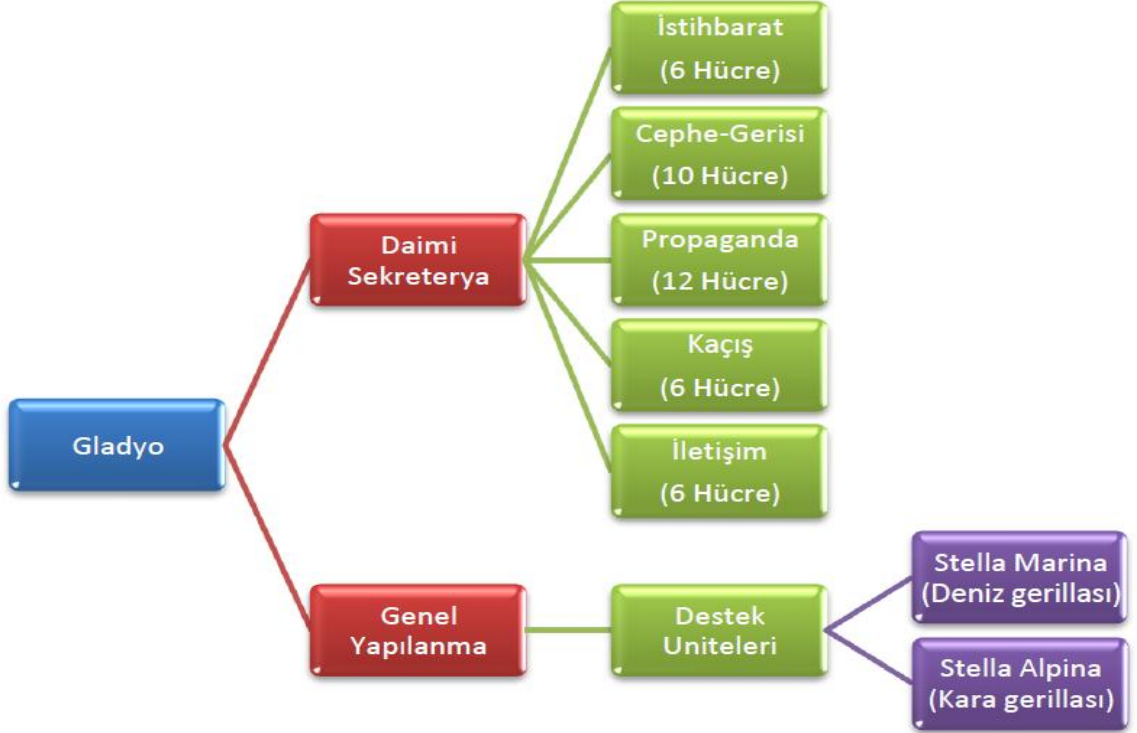 Gladyo
Daimi
Sekreterya
İstihbarat
(6 Hücre)
Cephe-Gerisi
(10 Hücre)
Propaganda
(12 Hücre)
Kaçış
(6 Hücre)
İletişim
(6 Hücre)
Genel
Yapılanma
Destek
Uniteleri
Stella Marina
(Deniz gerillası)
Stella Alpina
(Kara gerillası)